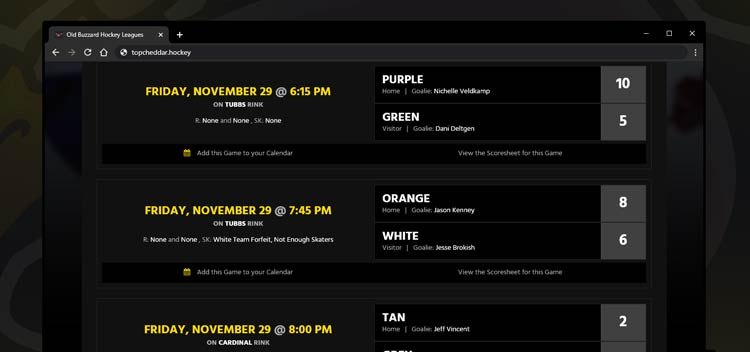 Old Buzzard Hockey Leagues
topcheddar.hockey
FRIDAY, NOVEMBER 29 @ 6:15 PM
ON TUBBS RINK
R: None and None , SK: None
PURPLE
Home | Goalie: Nichelle Veldkamp
10
GREEN
Visitor | Goalie: Dani Deltgen
5
Add this Game to your Calendar
View the Scoresheet for this Game
FRIDAY, NOVEMBER 29 @ 7:45 PM
ON TUBBS RINK
R: None and None , SK: White Team Forfeit, Not Enough Skaters
ORANGE
Home | Goalie: Jason Kenney
8
WHITE
Visitor | Goalie: Jesse Brokish
6
Add this Game to your Calendar
View the Scoresheet for this Game
FRIDAY, NOVEMBER 29 @ 8:00 PM
ON CARDINAL RINK
TAN
Home | Goalie: Jeff Vincent
2